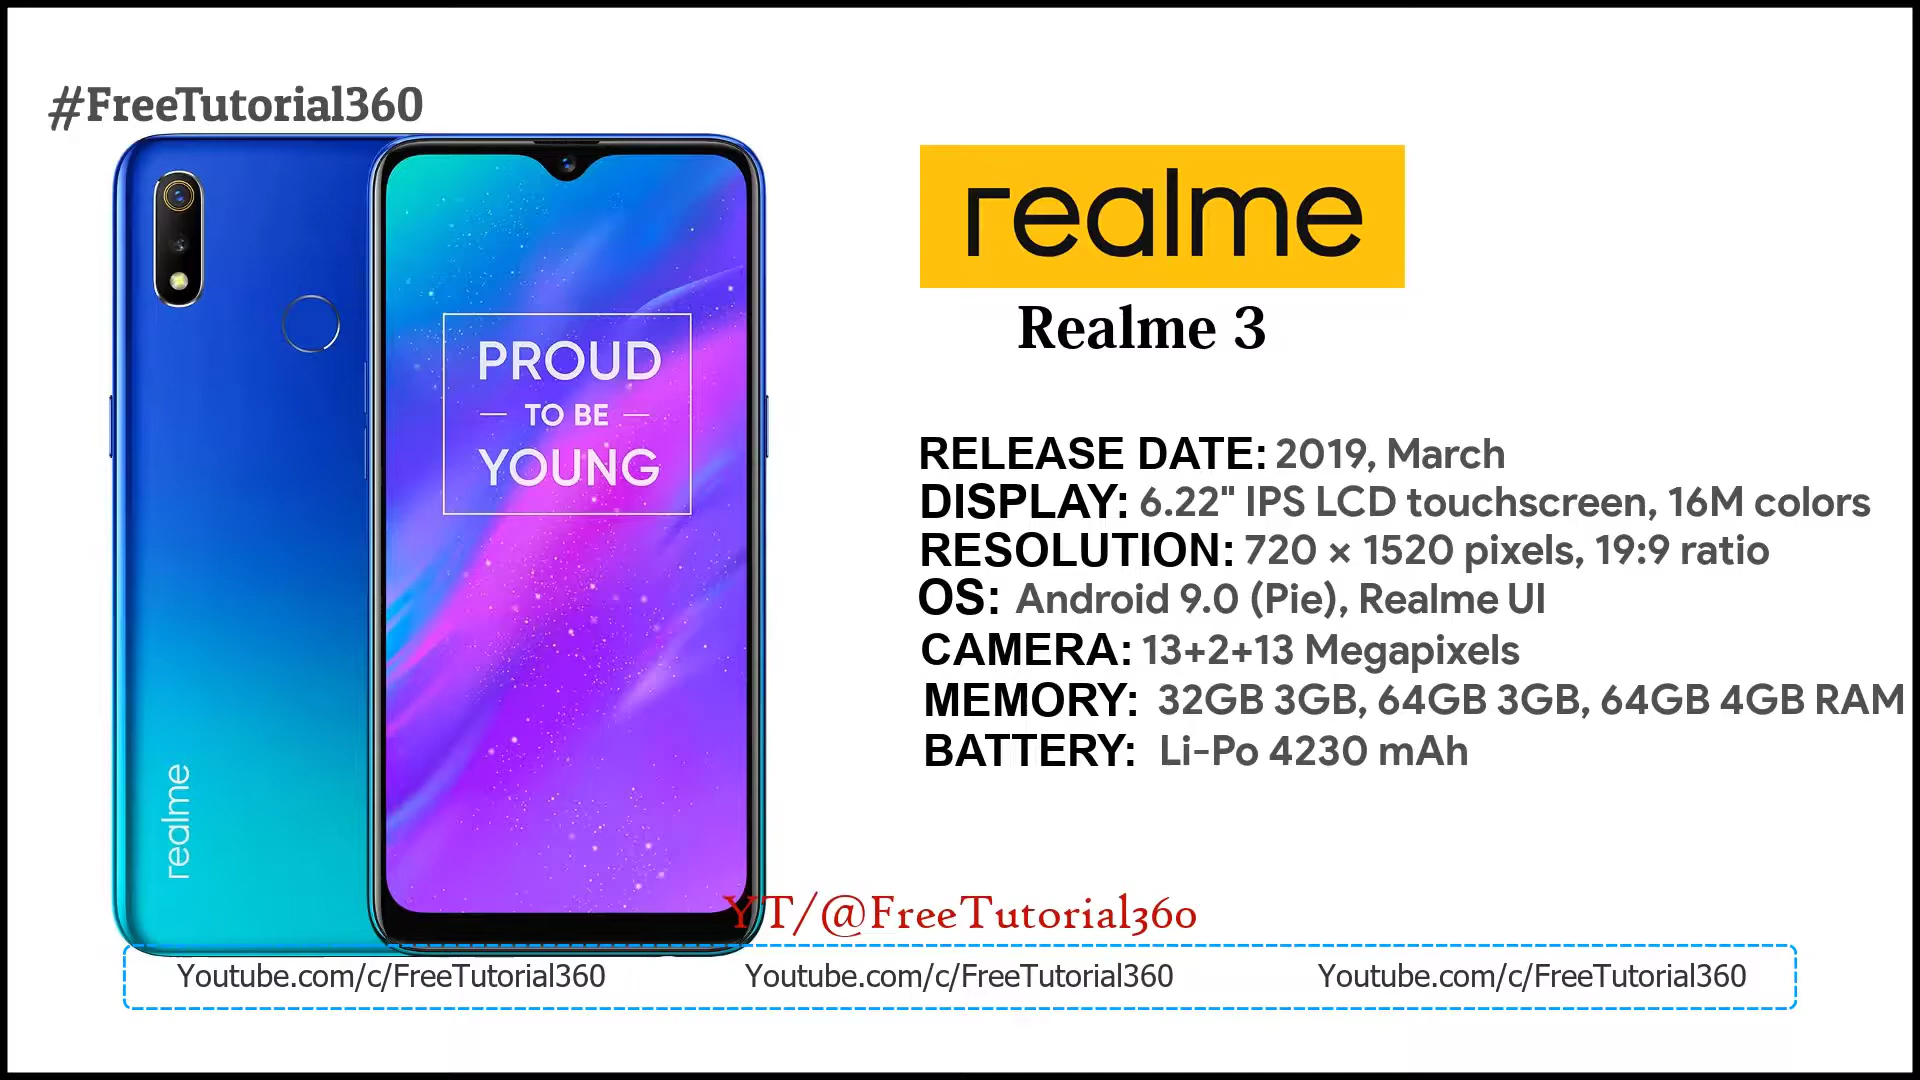 #FreeTutorial360
realme
PROUD
TO BE
YOUNG
realme
Realme 3
RELEASE DATE: 2019, March
DISPLAY: 6.22" IPS LCD touchscreen, 16M colors
RESOLUTION: 720 × 1520 pixels, 19:9 ratio
OS: Android 9.0 (Pie), Realme UI
CAMERA: 13+2+13 Megapixels
MEMORY: 32GB 3GB, 64GB 3GB, 64GB 4GB RAM
BATTERY: Li-Po 4230 mAh
YT/@FreeTutorial360
Youtube.com/c/FreeTutorial360 Youtube.com/c/FreeTutorial360 Youtube.com/c/FreeTutorial360